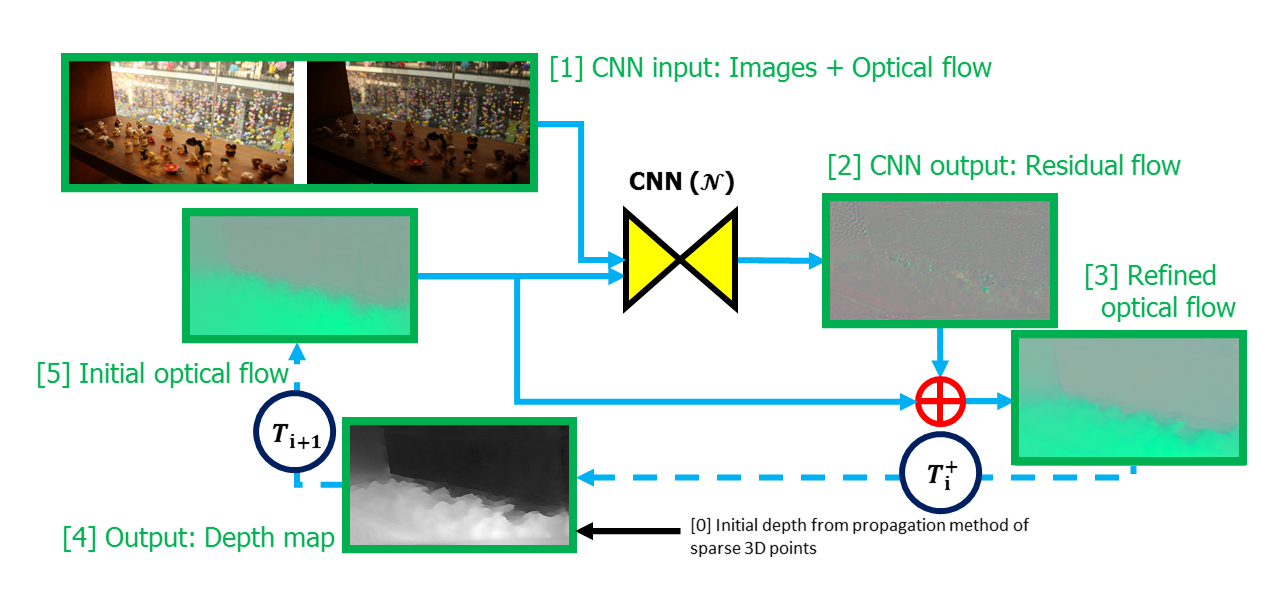 [1] CNN input: Images + Optical flow
CNN (𝒩)
[2] CNN output: Residual flow
[3] Refined
optical flow
[5] Initial optical flow
T_{i+1}
T_i^+
[4] Output: Depth map
[0] Initial depth from propagation method of
sparse 3D points